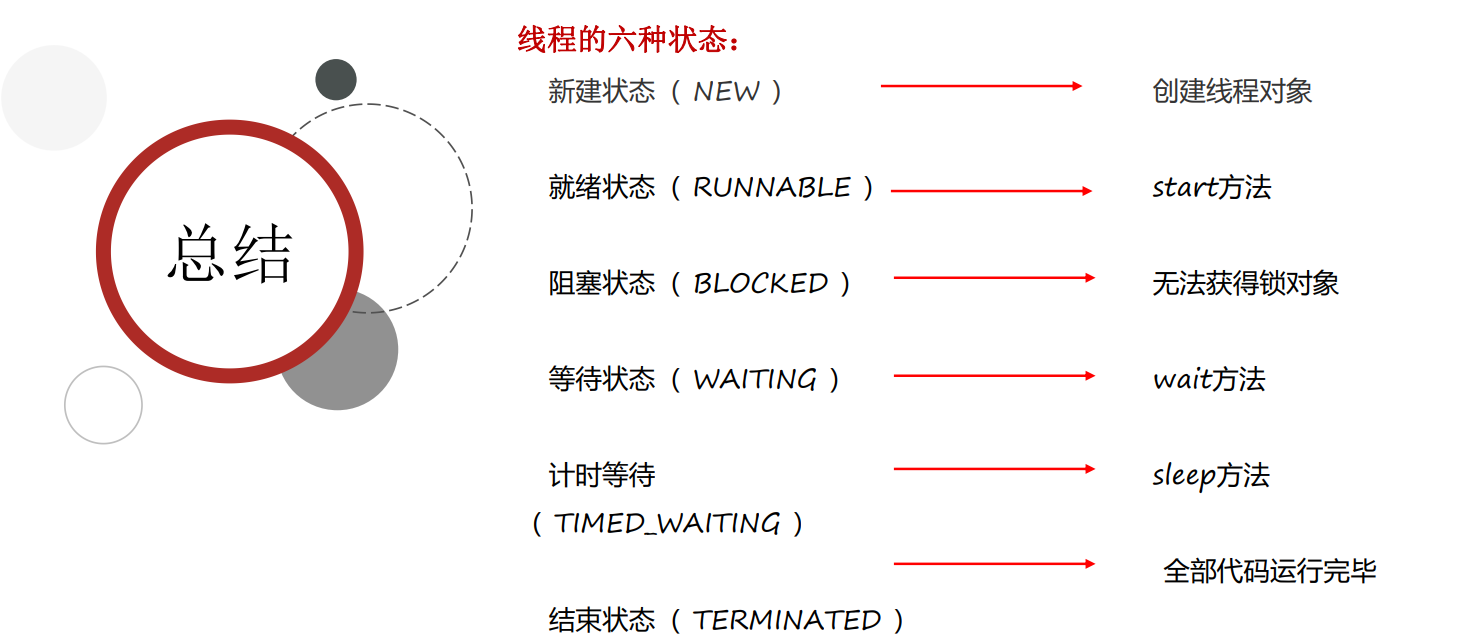 总结
线程的六种状态：
新建状态（ NEW ）
创建线程对象
就绪状态（ RUNNABLE ）
start方法
阻塞状态（ BLOCKED ）
无法获得锁对象
等待状态（ WAITING ）
wait方法
计时等待
（ TIMED_WAITING ）
sleep方法
全部代码运行完毕
结束状态（ TERMINATED ）